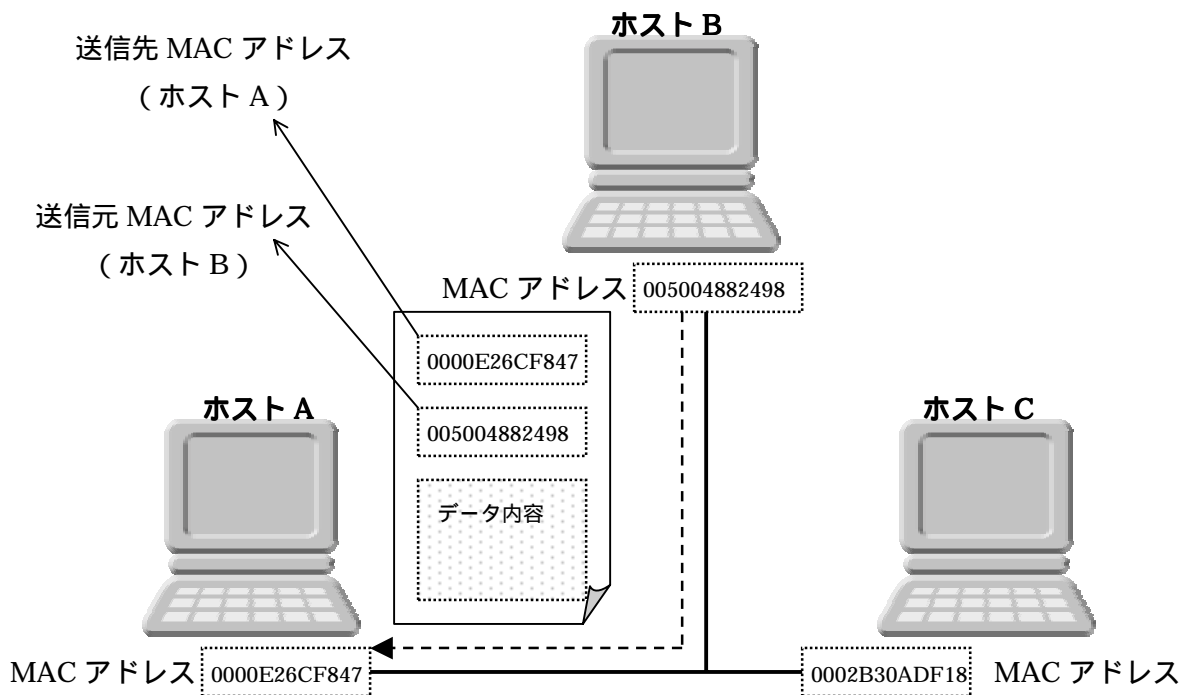 ホスト B
送信先 MAC アドレス
( ホスト A )
送信元 MAC アドレス
( ホスト B )
MAC アドレス 005004882498
0000E26CF847
005004882498
データ内容
ホスト A
ホスト C
MAC アドレス 0000E26CF847
0002B30ADF18 MAC アドレス